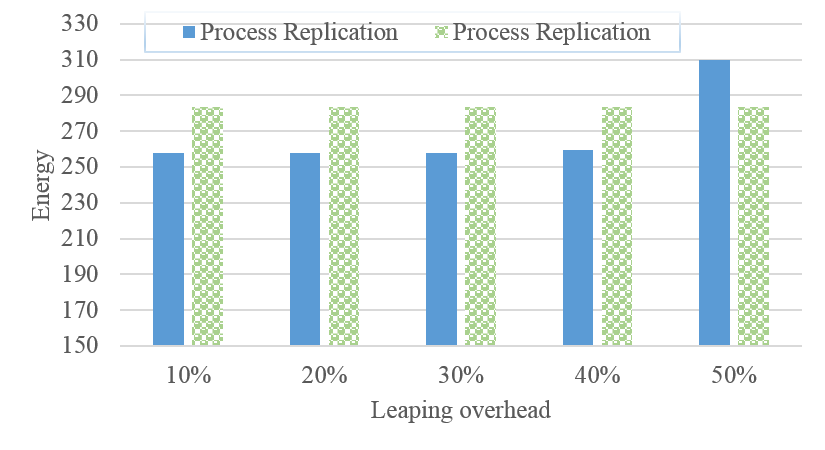 330
310
290
270
250
230
210
190
170
150
Energy
Process Replication Process Replication
10% 20% 30% 40% 50%
Leaping overhead